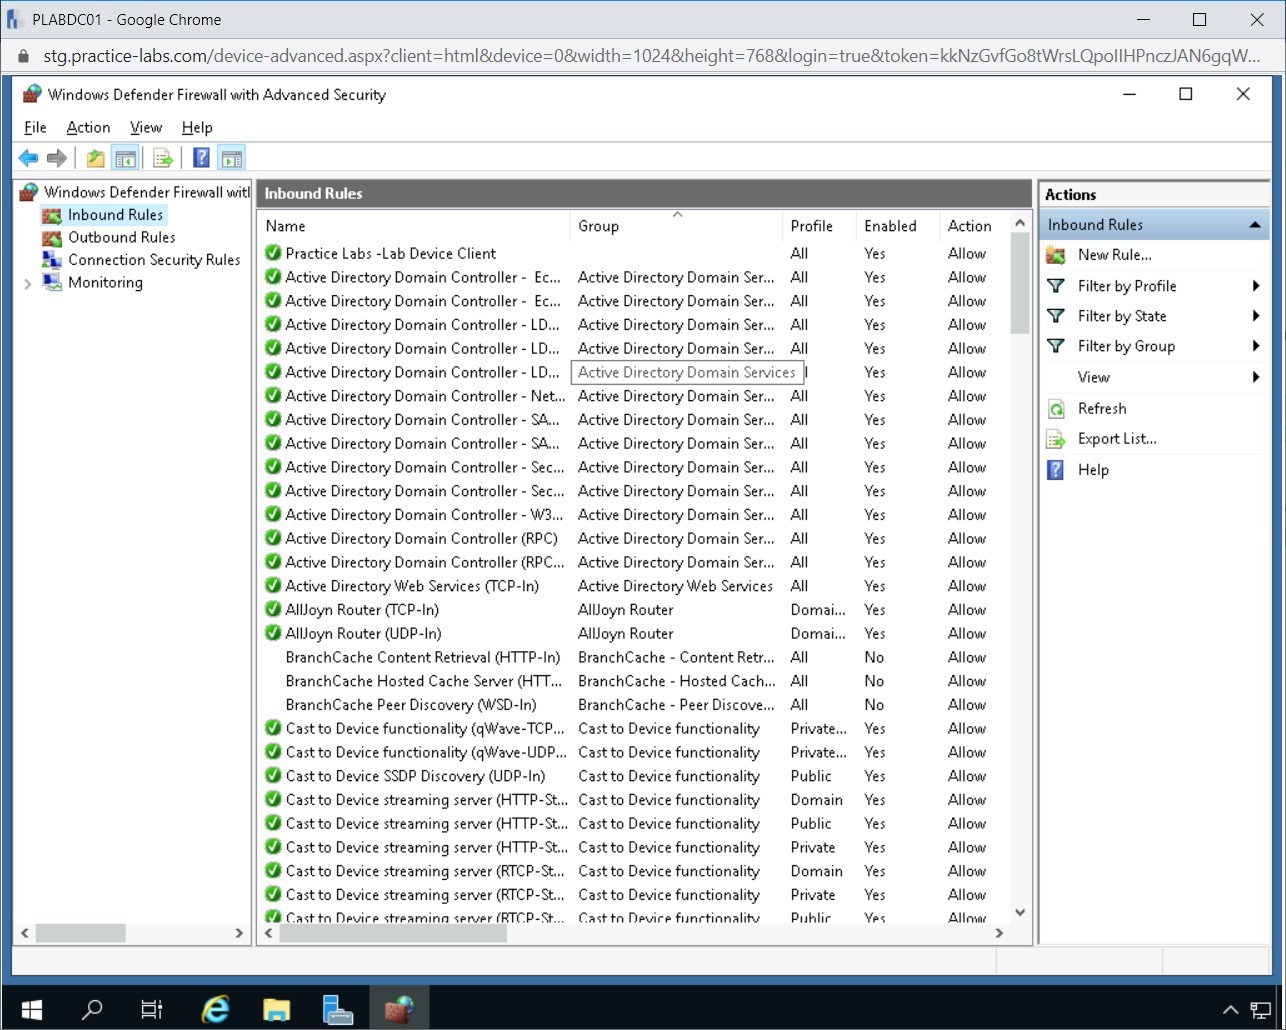 PLABDC01 - Google Chrome
stg.practice-labs.com/device-advanced.aspx?client=html&device=0&width=1024&height=768&login=true&token=kkNzGvfGo8tWrsLQpoIIHPnczJAN6gqW...
Windows Defender Firewall with Advanced Security
File Action View Help
Windows Defender Firewall witl
Inbound Rules
Outbound Rules
Connection Security Rules
Monitoring
Inbound Rules
Name Group Profile Enabled Action
Practice Labs -Lab Device Client All Yes Allow
Active Directory Domain Controller - Ec... Active Directory Domain Ser... All Yes Allow
Active Directory Domain Controller - Ec... Active Directory Domain Ser... All Yes Allow
Active Directory Domain Controller - LD... Active Directory Domain Ser... All Yes Allow
Active Directory Domain Controller - LD... Active Directory Domain Ser... All Yes Allow
Active Directory Domain Controller - LD... Active Directory Domain Services Yes Allow
Active Directory Domain Controller - Net... Active Directory Domain Ser... All Yes Allow
Active Directory Domain Controller - SA... Active Directory Domain Ser... All Yes Allow
Active Directory Domain Controller - SA... Active Directory Domain Ser... All Yes Allow
Active Directory Domain Controller - Sec... Active Directory Domain Ser... All Yes Allow
Active Directory Domain Controller - Sec... Active Directory Domain Ser... All Yes Allow
Active Directory Domain Controller - W3... Active Directory Domain Ser... All Yes Allow
Active Directory Domain Controller (RPC) Active Directory Domain Ser... All Yes Allow
Active Directory Domain Controller (RPC... Active Directory Domain Ser... All Yes Allow
Active Directory Web Services (TCP-In) Active Directory Web Services All Yes Allow
AllJoyn Router (TCP-In) AllJoyn Router Domai... Yes Allow
AllJoyn Router (UDP-In) AllJoyn Router Domai... Yes Allow
BranchCache Content Retrieval (HTTP-In) BranchCache - Content Retr... All No Allow
BranchCache Hosted Cache Server (HTT... BranchCache - Hosted Cach... All No Allow
BranchCache Peer Discovery (WSD-In) BranchCache - Peer Discove... All No Allow
Cast to Device functionality (qWave-TCP... Cast to Device functionality Private... Yes Allow
Cast to Device functionality (qWave-UDP... Cast to Device functionality Private... Yes Allow
Cast to Device SSDP Discovery (UDP-In) Cast to Device functionality Public Yes Allow
Cast to Device streaming server (HTTP-St... Cast to Device functionality Domain Yes Allow
Cast to Device streaming server (HTTP-St... Cast to Device functionality Public Yes Allow
Cast to Device streaming server (HTTP-St... Cast to Device functionality Private Yes Allow
Cast to Device streaming server (RTCP-St... Cast to Device functionality Domain Yes Allow
Cast to Device streaming server (RTCP-St... Cast to Device functionality Private Yes Allow
Cast to Device streaming server (RTCP-St... Cast to Device functionality Public Yes Allow
Actions
Inbound Rules
New Rule...
Filter by Profile
Filter by State
Filter by Group
View
Refresh
Export List...
Help